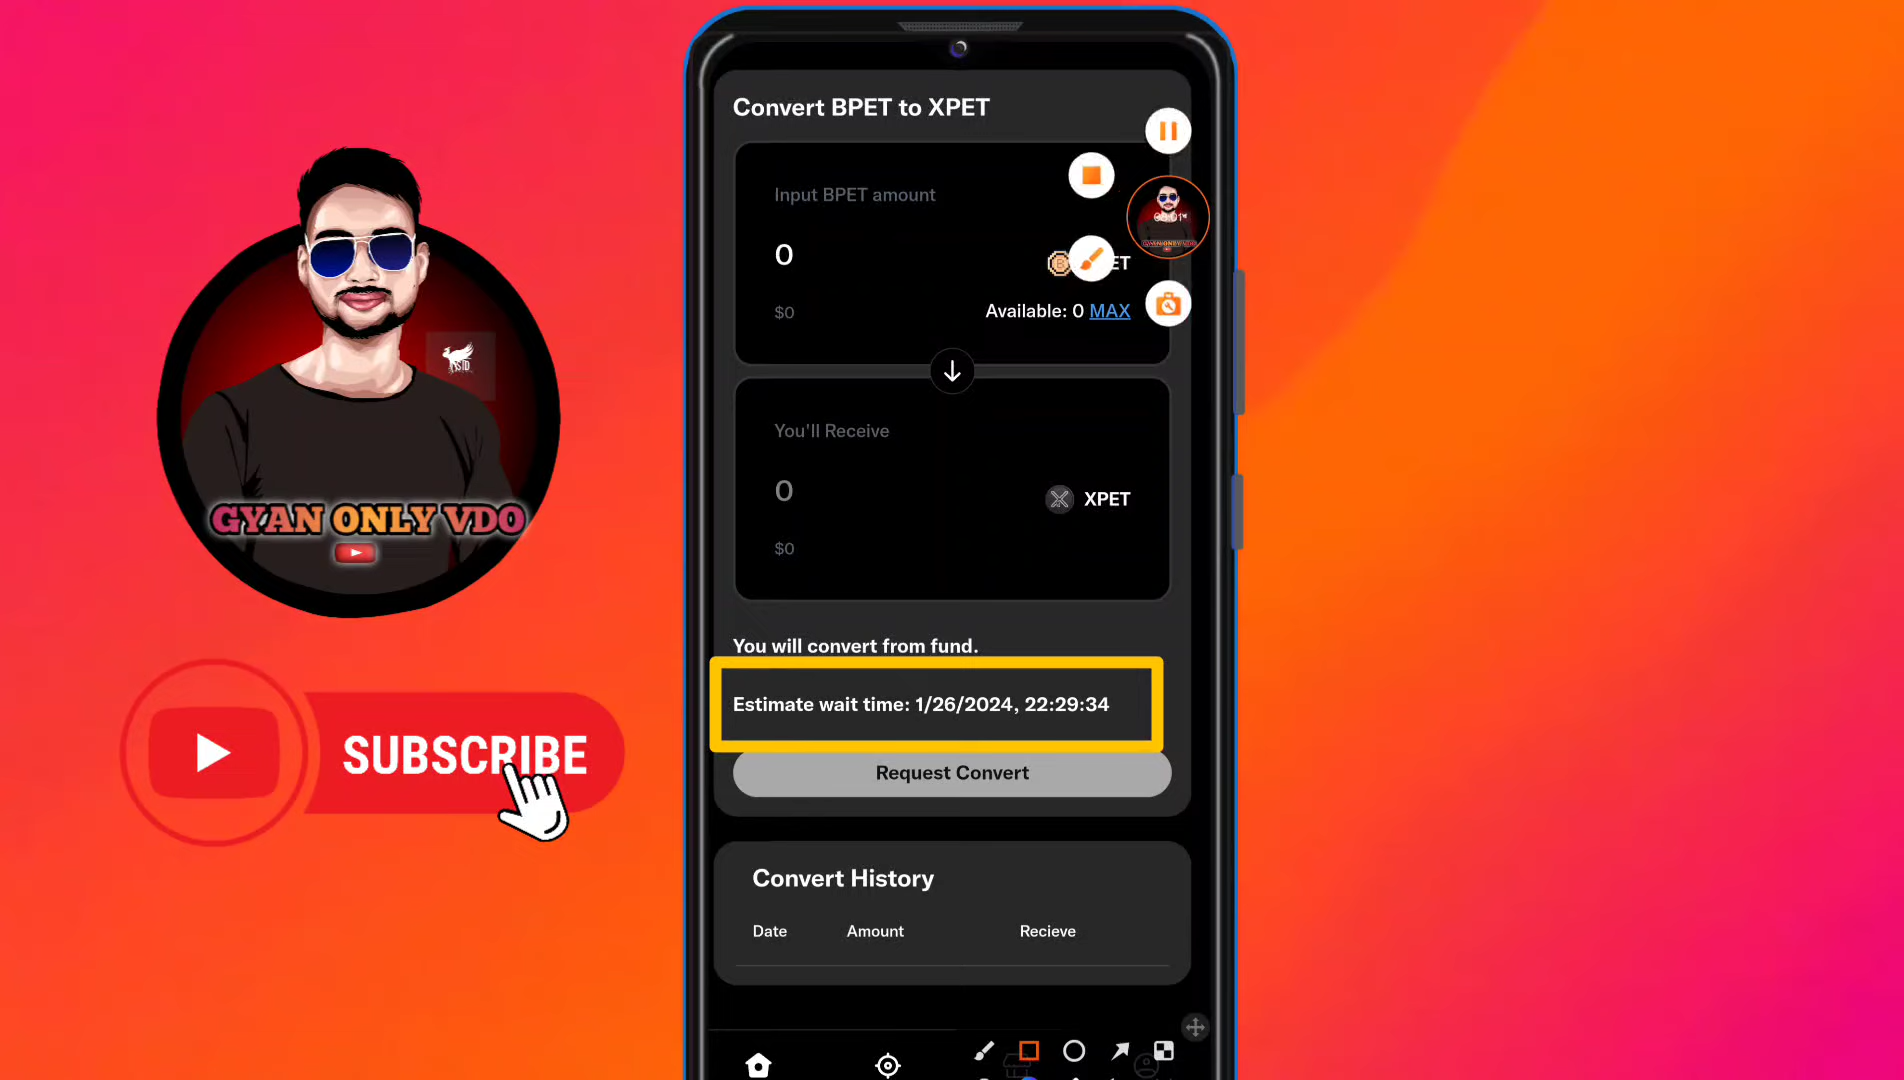 Convert BPET to XPET
Input BPET amount
0
ET
$0
Available: 0 MAX
You'll Receive
0
XPET
$0
You will convert from fund.
Estimate wait time: 1/26/2024, 22:29:34
Request Convert
Convert History
Date Amount Recieve
GYAN ONLY VDO
SUBSCRIBE